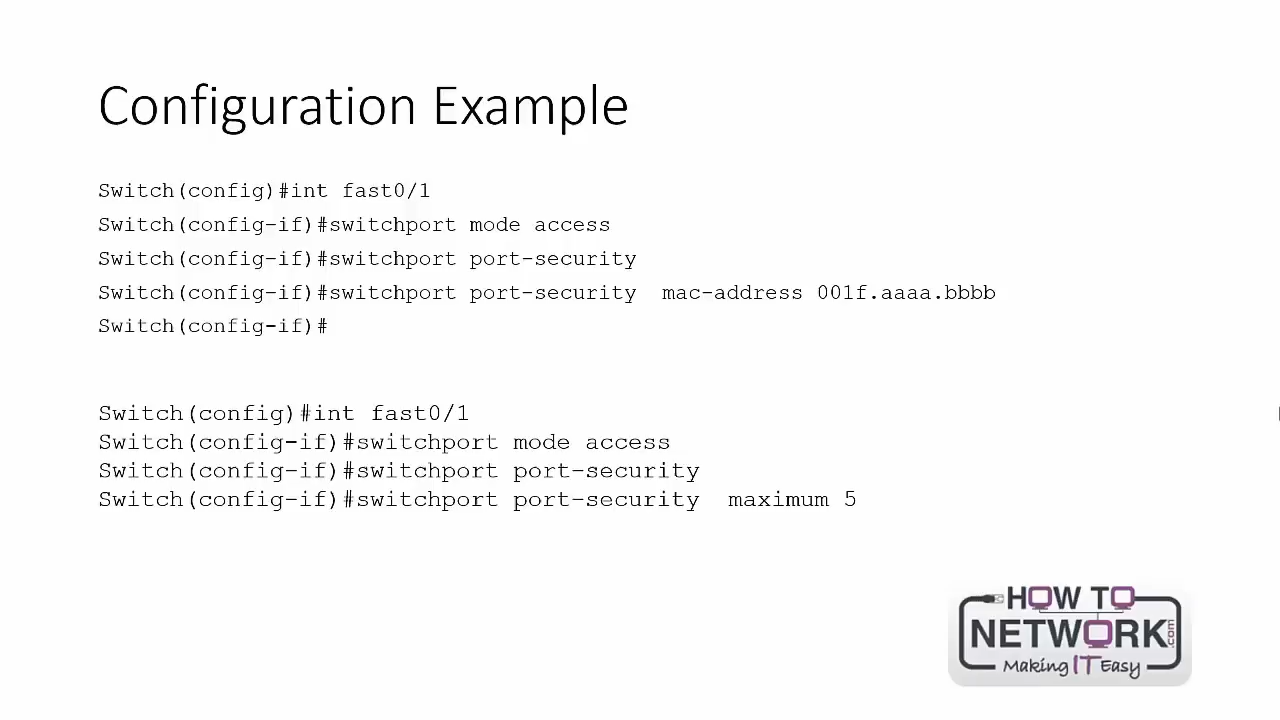 Configuration Example
Switch(config)#int fast0/1
Switch(config-if)#switchport mode access
Switch(config-if)#switchport port-security
Switch(config-if)#switchport port-security  mac-address 001f.aaaa.bbbb
Switch(config-if)#
Switch(config)#int fast0/1
Switch(config-if)#switchport mode access
Switch(config-if)#switchport port-security
Switch(config-if)#switchport port-security  maximum 5
HOW TO
NETWORK.com
Making IT Easy